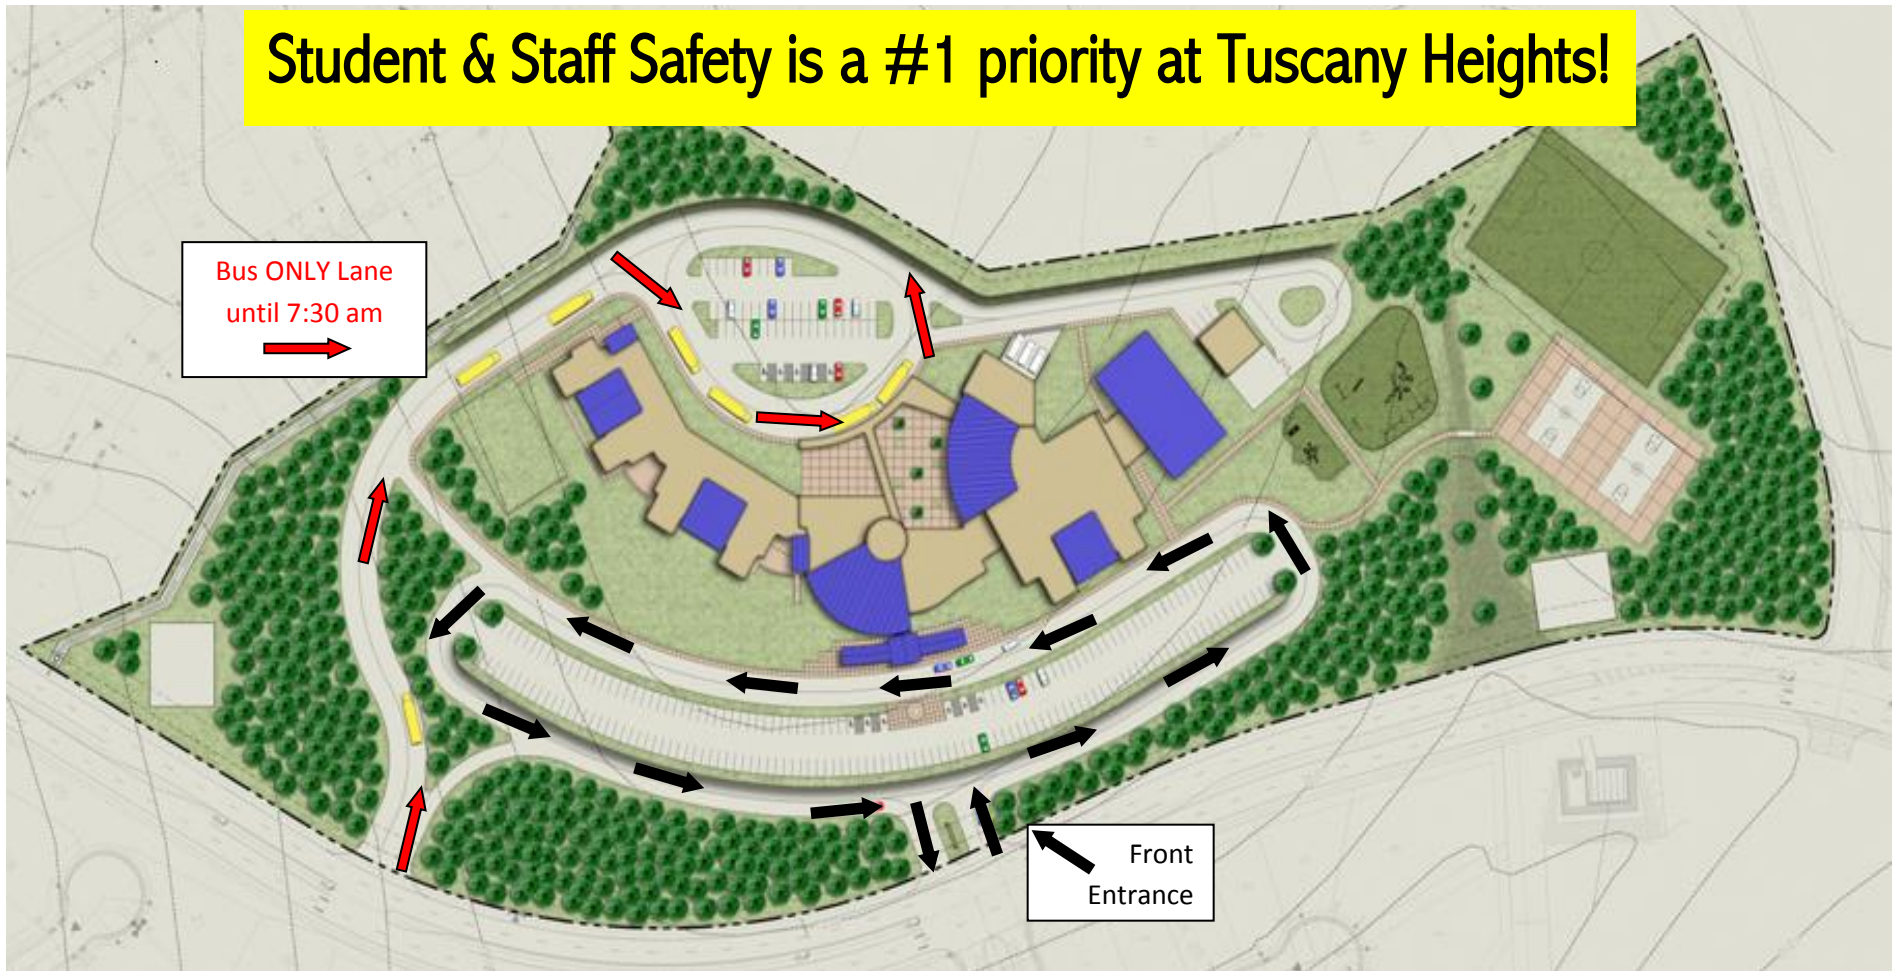 Student & Staff Safety is a #1 priority at Tuscany Heights!
Bus ONLY Lane
until 7:30 am
Front
Entrance